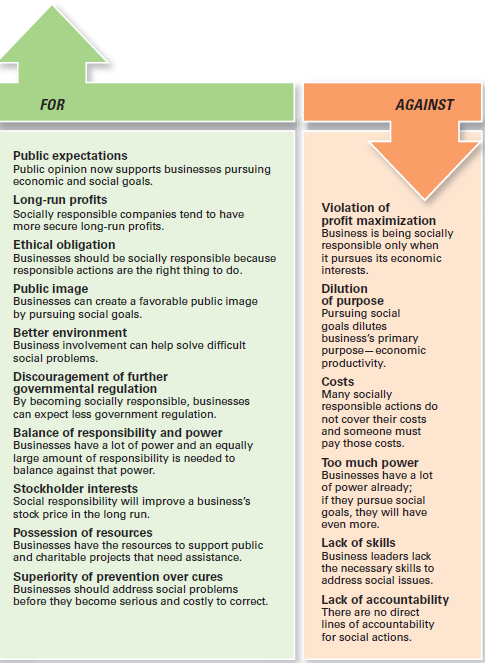 FOR
Public expectations
Public opinion now supports businesses pursuing
economic and social goals.
Long-run profits
Socially responsible companies tend to have
more secure long-run profits.
Ethical obligation
Businesses should be socially responsible because
responsible actions are the right thing to do.
Public image
Businesses can create a favorable public image
by pursuing social goals.
Better environment
Business involvement can help solve difficult
social problems.
Discouragement of further
governmental regulation
By becoming socially responsible, businesses
can expect less government regulation.
Balance of responsibility and power
Businesses have a lot of power and an equally
large amount of responsibility is needed to
balance against that power.
Stockholder interests
Social responsibility will improve a business's
stock price in the long run.
Possession of resources
Businesses have the resources to support public
and charitable projects that need assistance.
Superiority of prevention over cures
Businesses should address social problems
before they become serious and costly to correct.
AGAINST
Violation of
profit maximization
Business is being socially
responsible only when
it pursues its economic
interests.
Dilution
of purpose
Pursuing social
goals dilutes
business's primary
purpose—economic
productivity.
Costs
Many socially
responsible actions do
not cover their costs
and someone must
pay those costs.
Too much power
Businesses have a lot
of power already;
if they pursue social
goals, they will have
even more.
Lack of skills
Business leaders lack
the necessary skills to
address social issues.
Lack of accountability
There are no direct
lines of accountability
for social actions.